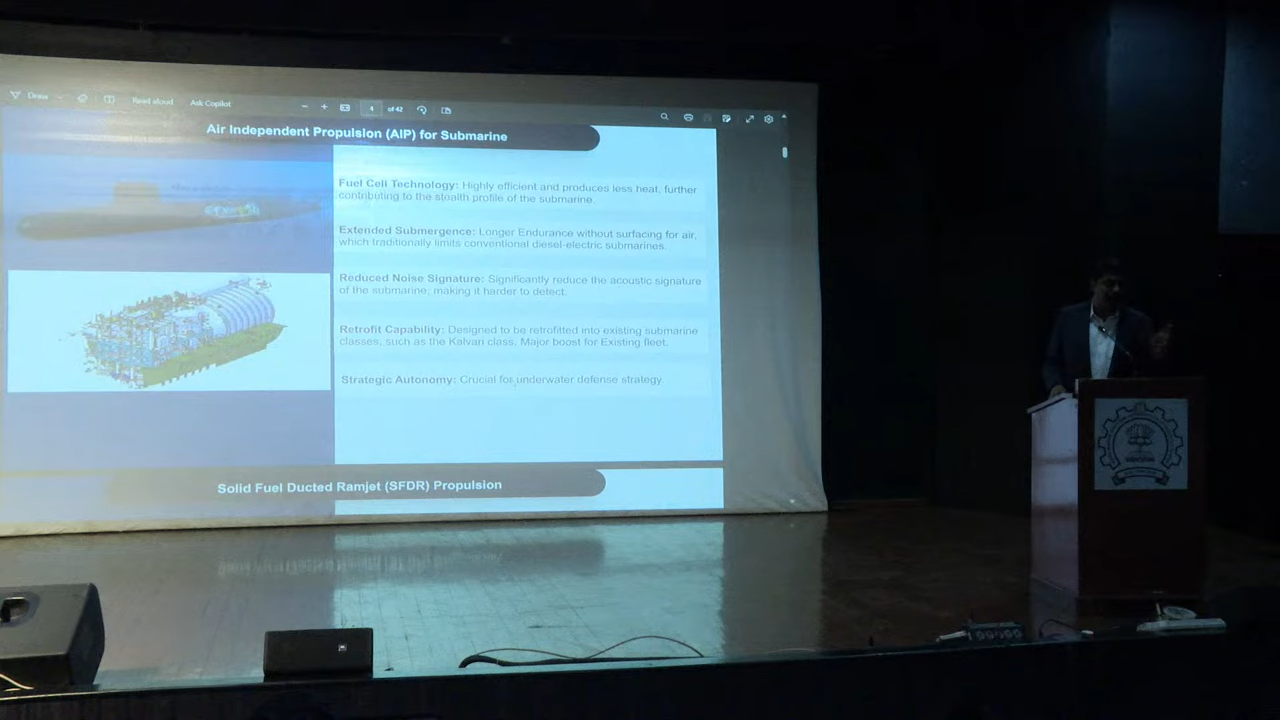 Draw
Read aloud
Ask Copilot
4
of 42
Air Independent Propulsion (AIP) for Submarine
Fuel Cell Technology: Highly efficient and produces less heat, further
contributing to the stealth profile of the submarine.
Extended Submergence: Longer Endurance without surfacing for air,
which traditionally limits conventional diesel-electric submarines.
Reduced Noise Signature: Significantly reduce the acoustic signature
of the submarine, making it harder to detect.
Retrofit Capability: Designed to be retrofitted into existing submarine
classes, such as the Kalvari class. Major boost for Existing fleet.
Strategic Autonomy: Crucial for underwater defense strategy.
Solid Fuel Ducted Ramjet (SFDR) Propulsion